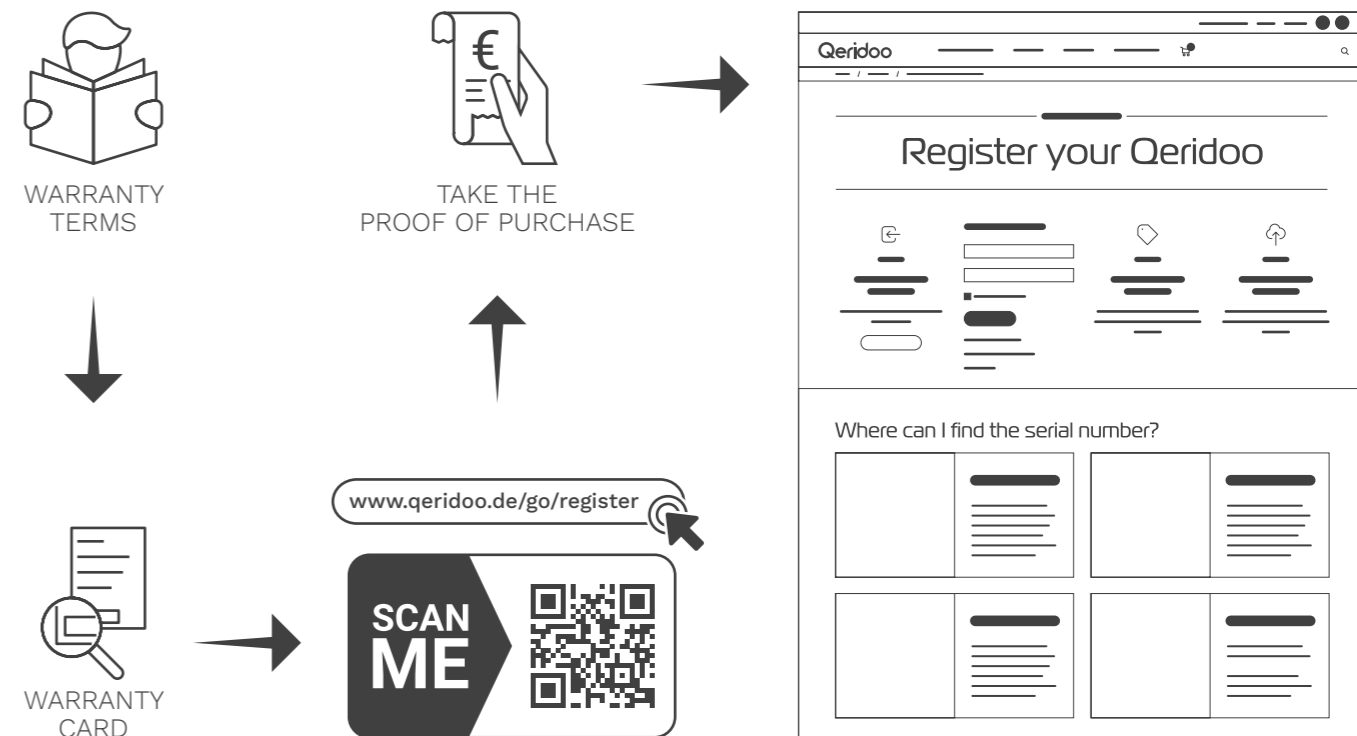 WARRANTY
TERMS
WARRANTY
CARD
www.qeridoo.de/go/register
SCAN
ME
€
TAKE THE
PROOF OF PURCHASE
Qeridoo
Register your Qeridoo
Where can I find the serial number?